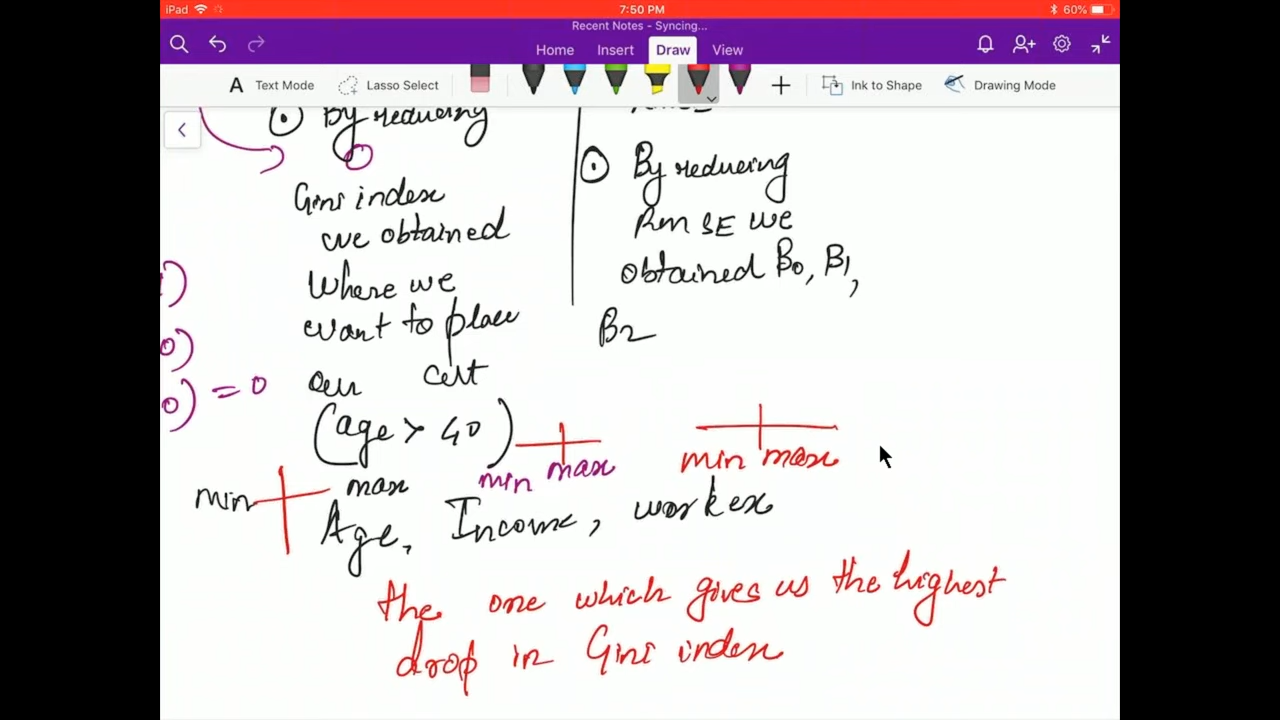 iPad
7:50 PM
60%
Recent Notes - Syncing...
Home Insert Draw View
A Text Mode Lasso Select Ink to Shape Drawing Mode
By reducing
Gini index
we obtained
where we
want to place
our cut
(age > 40)
= 0
By reducing
RMSE we
obtained B0, B1,
B2
min max
min max
min max
Age, Income, workex
the one which gives us the highest
drop in Gini index